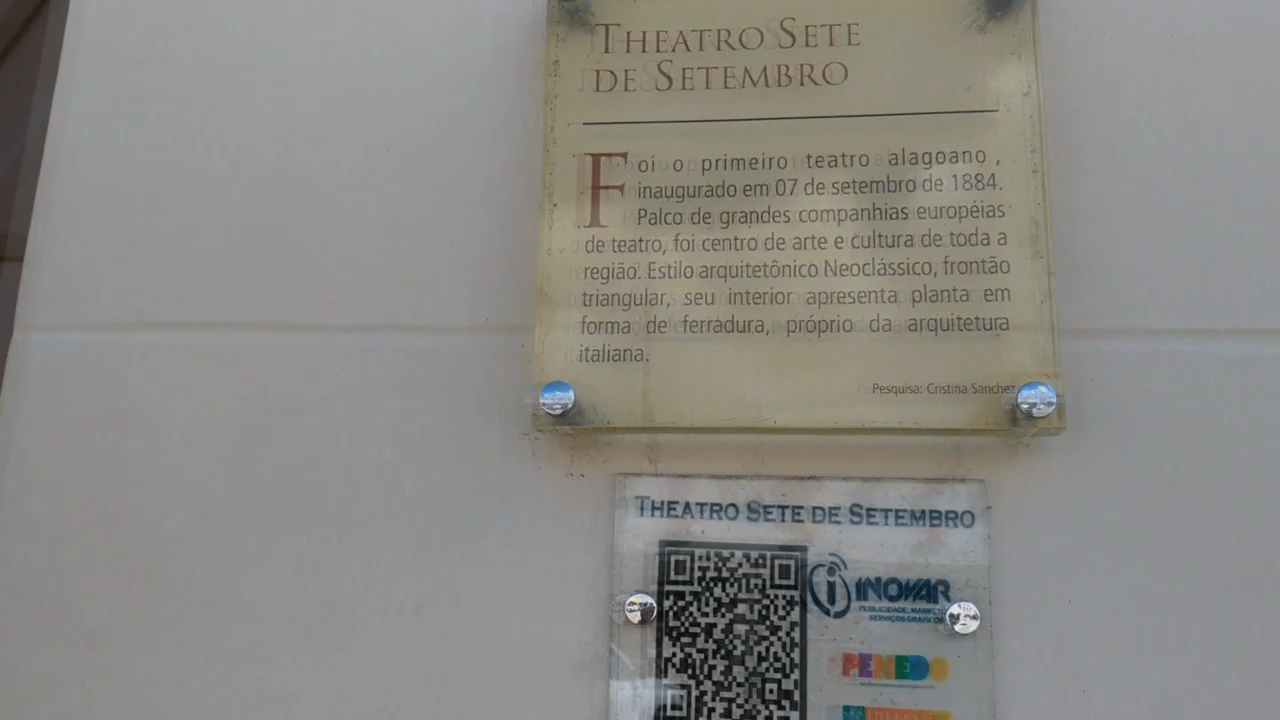 THEATRO SETE
DE SETEMBRO
Foi o primeiro teatro alagoano,
inaugurado em 07 de setembro de 1884.
Palco de grandes companhias européias
de teatro, foi centro de arte e cultura de toda a
região. Estilo arquitetônico Neoclássico, frontão
triangular, seu interior apresenta planta em
forma de ferradura, próprio da arquitetura
italiana.
Pesquisa: Cristina Sanchez
THEATRO SETE DE SETEMBRO
INOVAR
PUBLICIDADE,
SERVIÇOS GRÁFICOS
PENEDO